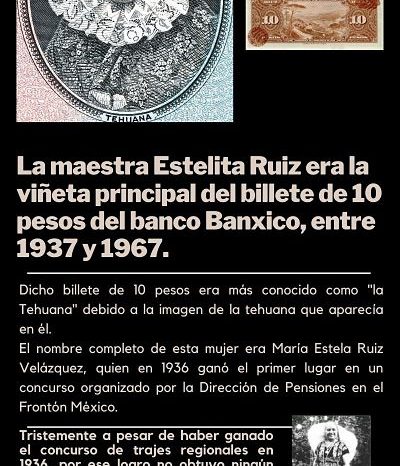 TEHUANA
10 10
La maestra Estelita Ruiz era la
viñeta principal del billete de 10
pesos del banco Banxico, entre
1937 y 1967.
Dicho billete de 10 pesos era más conocido como "la
Tehuana" debido a la imagen de la tehuana que aparecía
en él.
El nombre completo de esta mujer era María Estela Ruiz
Velázquez, quien en 1936 ganó el primer lugar en un
concurso organizado por la Dirección de Pensiones en el
Frontón México.
Tristemente a pesar de haber ganado
el concurso de trajes regionales en
1936, por ese logro no obtuvo ningún